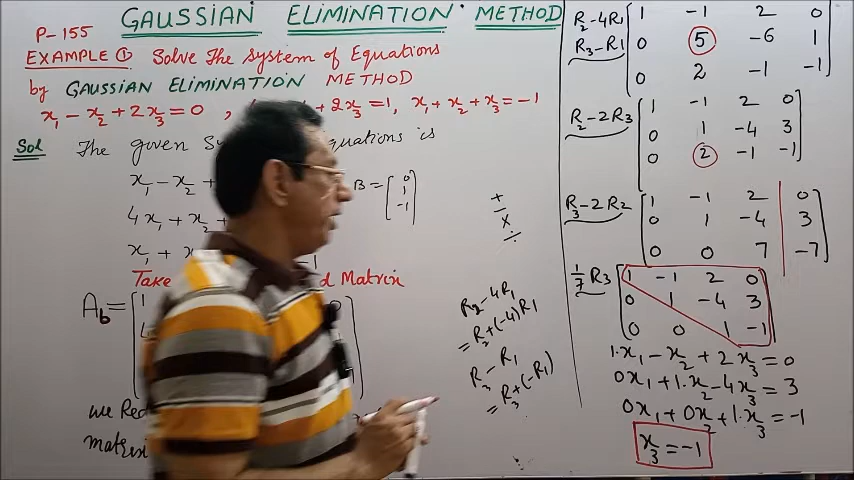 GAUSSIAN ELIMINATION METHOD
P-155
EXAMPLE ① Solve The System of Equations
by GAUSSIAN ELIMINATION METHOD
x₁ - x₂ + 2x₃ = 0 , + 2x₃ = 1, x₁ + x₂ + x₃ = -1
Sol The given equations is
x₁ - x₂ +
4x₁ + x₂ +
B = [0
1
-1]
Take Matrix
A_b = [1
we
+
-
×
÷
R₂ - 4R₁
= R₂ + (-4)R₁
R₃ - R₁
= R₃ + (-R₁)
R₂-4R₁ 1 -1 2 0
R₃-R₁ 0 5 -6 1
0 2 -1 -1
1 -1 2 0
R₂-2R₃ 0 1 -4 3
0 2 -1 -1
R₃-2R₂ 1 -1 2 0
0 1 -4 3
0 0 7 -7
1/7 R₃ 1 -1 2 0
0 1 -4 3
0 0 1 -1
1·x₁ - x₂ + 2x₃ = 0
0x₁ + 1·x₂ - 4x₃ = 3
0x₁ + 0x₂ + 1·x₃ = -1
x₃ = -1